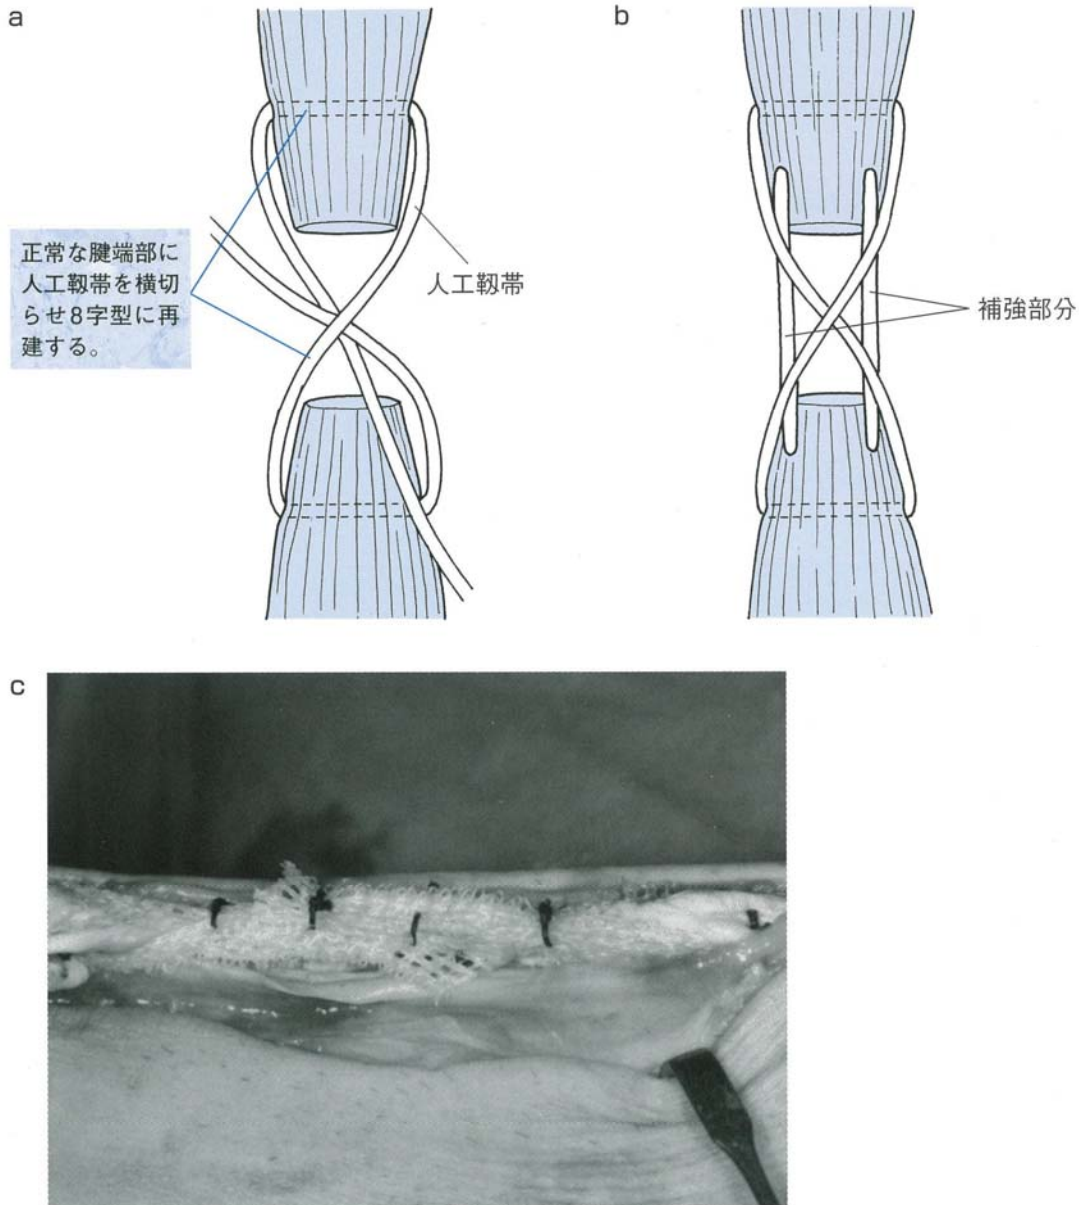 a
b
正常な腱端部に
人工靱帯を横切
らせ8字型に再
建する。
人工靱帯
補強部分
c